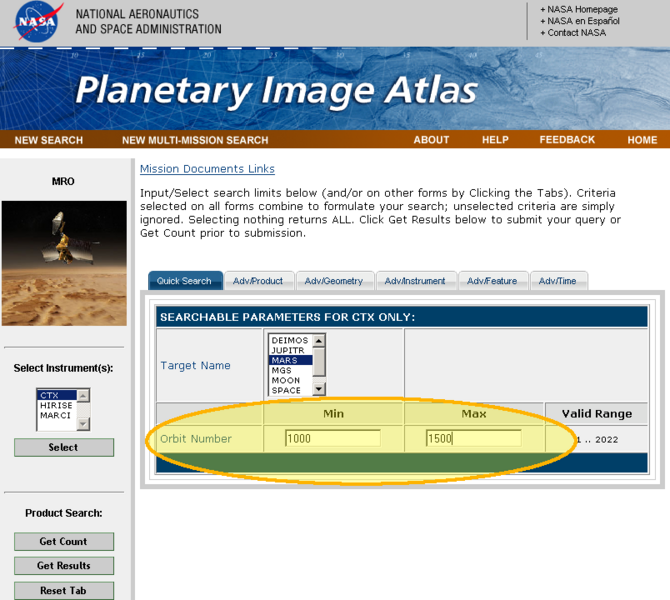 NASA
NATIONAL AERONAUTICS
AND SPACE ADMINISTRATION
+ NASA Homepage
+ NASA en Español
+ Contact NASA
Planetary Image Atlas
NEW SEARCH NEW MULTI-MISSION SEARCH ABOUT HELP FEEDBACK HOME
MRO
Select Instrument(s):
CTX
HIRISE
MARCI
Select
Product Search:
Get Count
Get Results
Reset Tab
Mission Documents Links
Input/Select search limits below (and/or on other forms by Clicking the Tabs). Criteria
selected on all forms combine to formulate your search; unselected criteria are simply
ignored. Selecting nothing returns ALL. Click Get Results below to submit your query or
Get Count prior to submission.
Quick Search Adv/Product Adv/Geometry Adv/Instrument Adv/Feature Adv/Time
SEARCHABLE PARAMETERS FOR CTX ONLY:
Target Name
DEIMOS
JUPITR
MARS
MGS
MOON
SPACE
Min Max Valid Range
Orbit Number 1000 1500 1 .. 2022